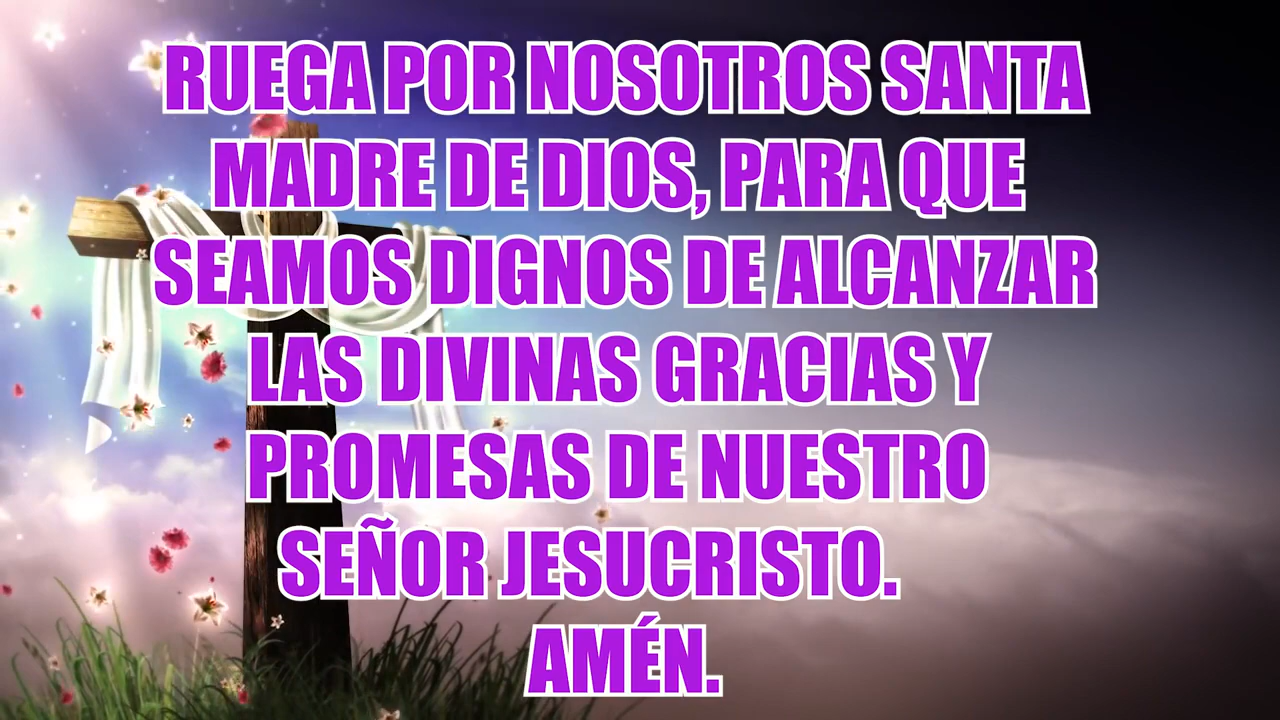 RUEGA POR NOSOTROS SANTA
MADRE DE DIOS, PARA QUE
SEAMOS DIGNOS DE ALCANZAR
LAS DIVINAS GRACIAS Y
PROMESAS DE NUESTRO
SEÑOR JESUCRISTO.
AMÉN.